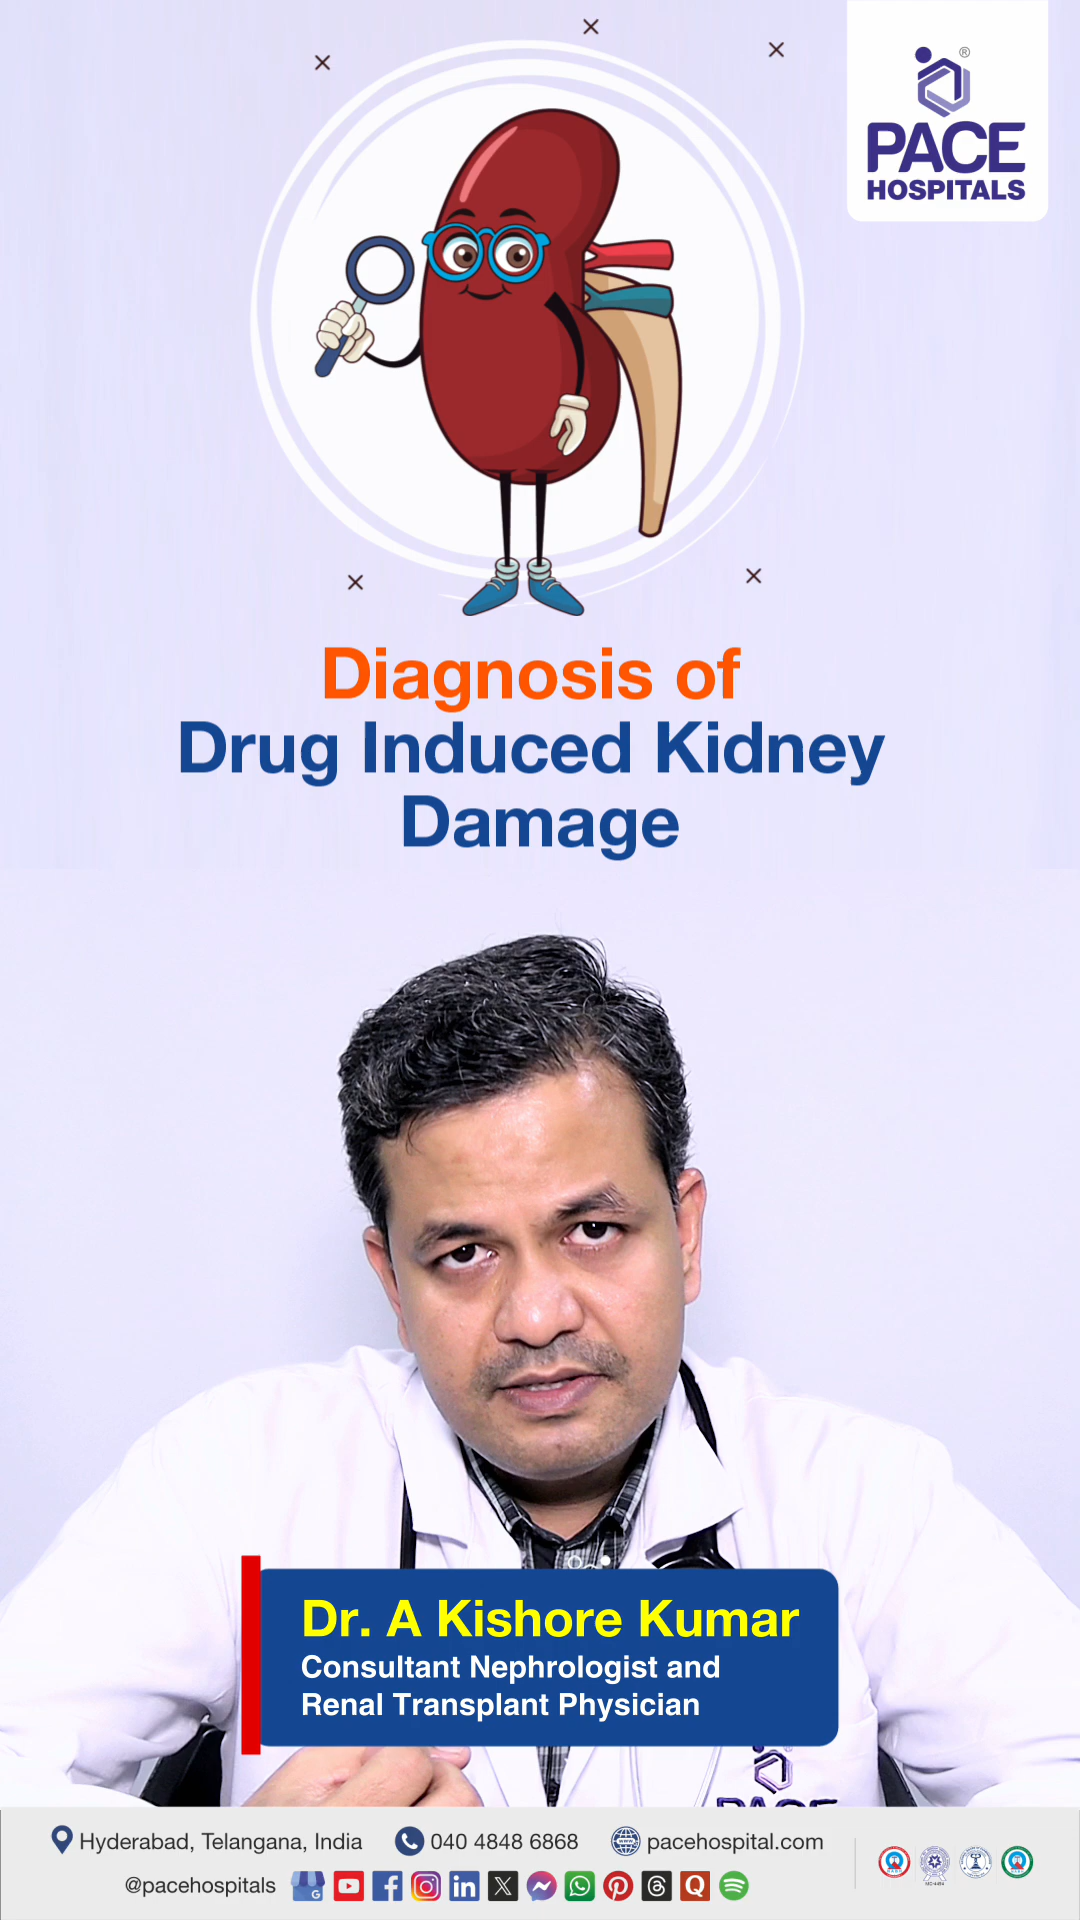 ®
PACE
HOSPITALS
Diagnosis of
Drug Induced Kidney
Damage
Dr. A Kishore Kumar
Consultant Nephrologist and
Renal Transplant Physician
PACE
Hyderabad, Telangana, India 040 4848 6868 pacehospital.com
@pacehospitals